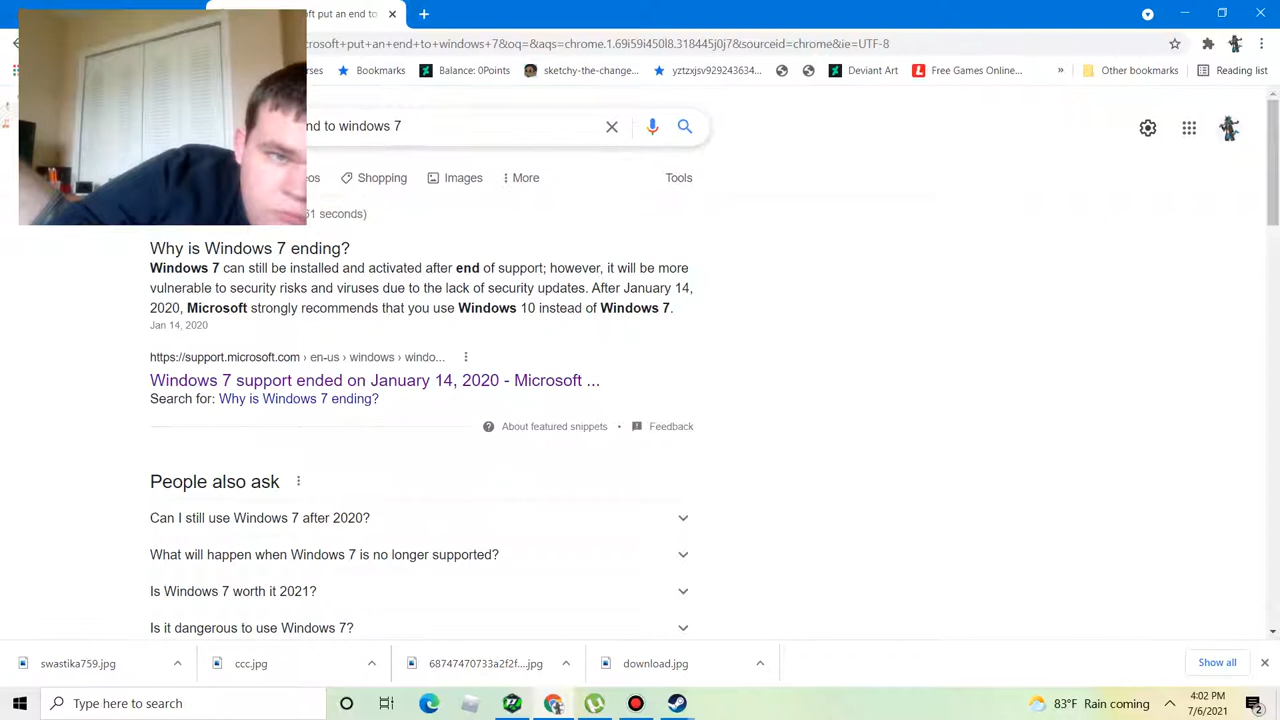 oft put an end to
icrosoft+put+an+end+to+windows+7&oq=&aqs=chrome.1.69i59i450l8.318445j0j7&sourceid=chrome&ie=UTF-8
Bookmarks
Balance: 0Points
sketchy-the-change...
yztzxjsv929243634...
Deviant Art
Free Games Online...
»
Other bookmarks
Reading list
nd to windows 7
Shopping
Images
More
Tools
51 seconds)
Why is Windows 7 ending?
Windows 7 can still be installed and activated after end of support; however, it will be more
vulnerable to security risks and viruses due to the lack of security updates. After January 14,
2020, Microsoft strongly recommends that you use Windows 10 instead of Windows 7.
Jan 14, 2020
https://support.microsoft.com › en-us › windows › windo...
Windows 7 support ended on January 14, 2020 - Microsoft ...
Search for: Why is Windows 7 ending?
About featured snippets • Feedback
People also ask
Can I still use Windows 7 after 2020?
What will happen when Windows 7 is no longer supported?
Is Windows 7 worth it 2021?
Is it dangerous to use Windows 7?
swastika759.jpg
ccc.jpg
68747470733a2f2f....jpg
download.jpg
Show all
Type here to search
83°F Rain coming
4:02 PM
7/6/2021
2